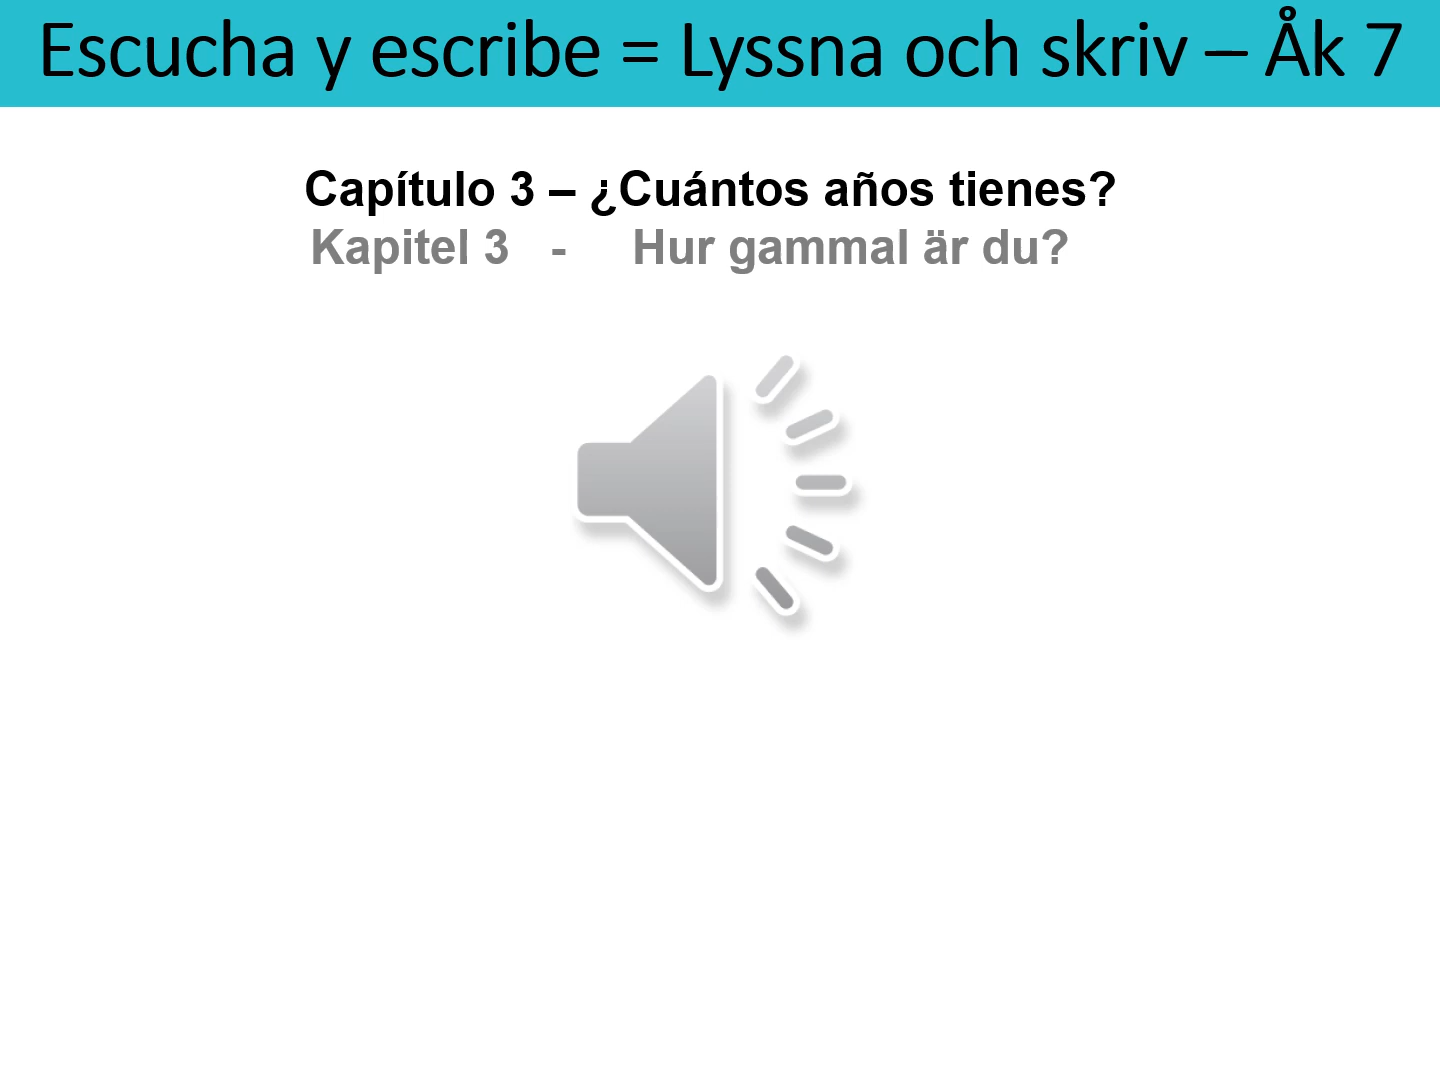 Escucha y escribe = Lyssna och skriv – Åk 7
Capítulo 3 – ¿Cuántos años tienes?
Kapitel 3 - Hur gammal är du?